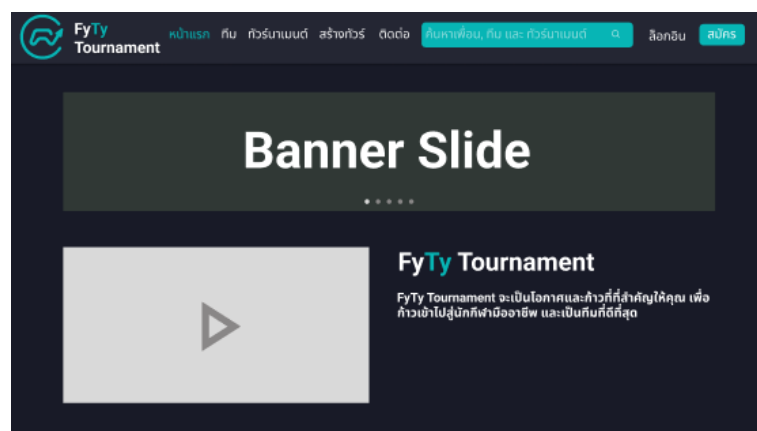 FyTy
Tournament
หน้าแรก ทีม ทัวร์นาเมนต์ สร้างทัวร์ ติดต่อ ค้นหาเพื่อน, ทีม และ ทัวร์นาเมนต์ ล็อกอิน สมัคร
Banner Slide
FyTy Tournament
FyTy Tournament จะเป็นโอกาศและก้าวที่ที่สำคัญให้คุณ เพื่อ
ก้าวเข้าไปสู่นักกีฬามืออาชีพ และเป็นทีมที่ดีที่สุด